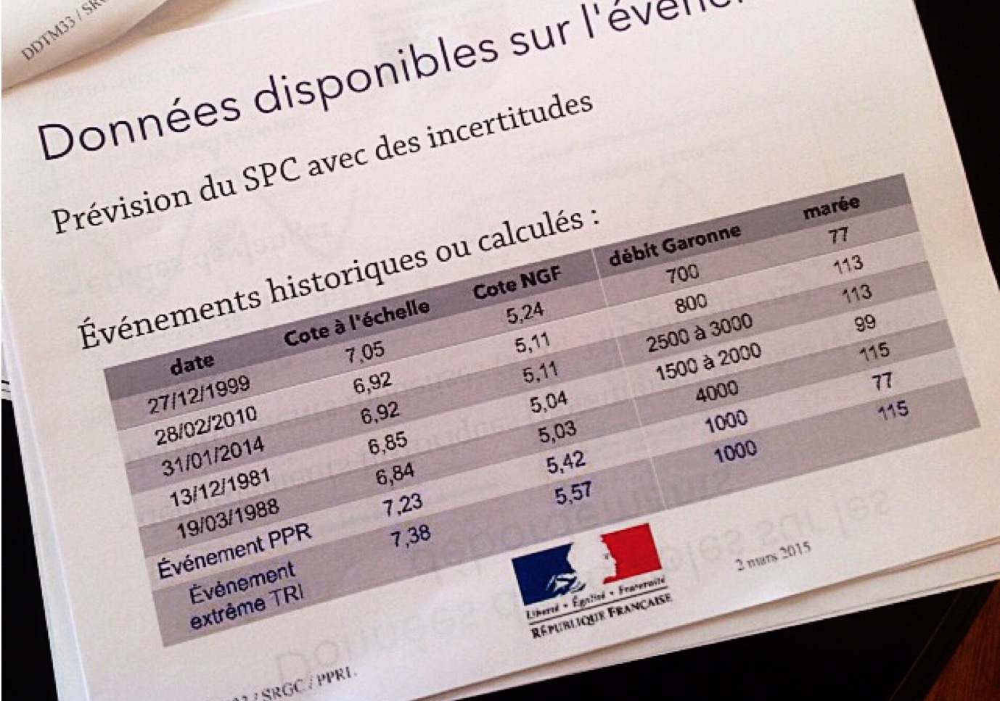 DDTM33 / SR
Données disponibles sur l'événe
Prévision du SPC avec des incertitudes
Événements historiques ou calculés :
date Cote à l'échelle Cote NGF débit Garonne marée
27/12/1999 7,05 5,24 700 77
28/02/2010 6,92 5,11 800 113
31/01/2014 6,92 5,11 2500 à 3000 113
13/12/1981 6,85 5,04 1500 à 2000 99
19/03/1988 6,84 5,03 4000 115
Événement PPR 7,23 5,42 1000 77
Événement
extrême TRI 7,38 5,57 1000 115
Liberté • Égalité • Fraternité
RÉPUBLIQUE FRANÇAISE
2 mars 2015
/ SRGC / PPRI.